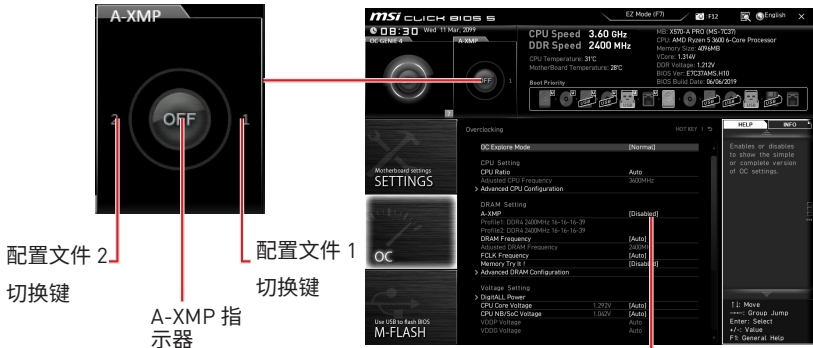 A-XMP
2
OFF
1
配置文件 2
切换键
配置文件 1
切换键
A-XMP 指
示器
msi CLICK BIOS 5
EZ Mode (F7)
F12
English
08:30 Wed 11 Mar, 2099
OC GENIE 4
A-XMP
OFF
1
CPU Speed 3.60 GHz
DDR Speed 2400 MHz
CPU Temperature: 31°C
MotherBoard Temperature: 28°C
MB: X570-A PRO (MS-7C37)
CPU: AMD Ryzen 5 3600 6-Core Processor
Memory Size: 4096MB
VCore: 1.314V
DDR Voltage: 1.212V
BIOS Ver: E7C37AMS.H10
BIOS Build Date: 06/06/2019
Boot Priority
Motherboard settings
SETTINGS
OC
Use USB to flash BIOS
M-FLASH
Overclocking
HOT KEY
OC Explore Mode [Normal]
CPU Setting
CPU Ratio Auto
Adjusted CPU Frequency 3600MHz
> Advanced CPU Configuration
DRAM Setting
A-XMP [Disabled]
Profile1: DDR4 2400MHz 16-16-16-39
Profile2: DDR4 2400MHz 16-16-16-39
DRAM Frequency [Auto]
Adjusted DRAM Frequency 2400MHz
FCLK Frequency [Auto]
Memory Try It ! [Disabled]
> Advanced DRAM Configuration
Voltage Setting
> DigitALL Power
CPU Core Voltage 1.292V [Auto]
CPU NB/SoC Voltage 1.042V [Auto]
VDDP Voltage Auto
VDDG Voltage Auto
HELP
INFO
Enables or disables
to show the simple
or complete version
of OC settings.
↑↓: Move
→←: Group Jump
Enter: Select
+/-: Value
F1: General Help